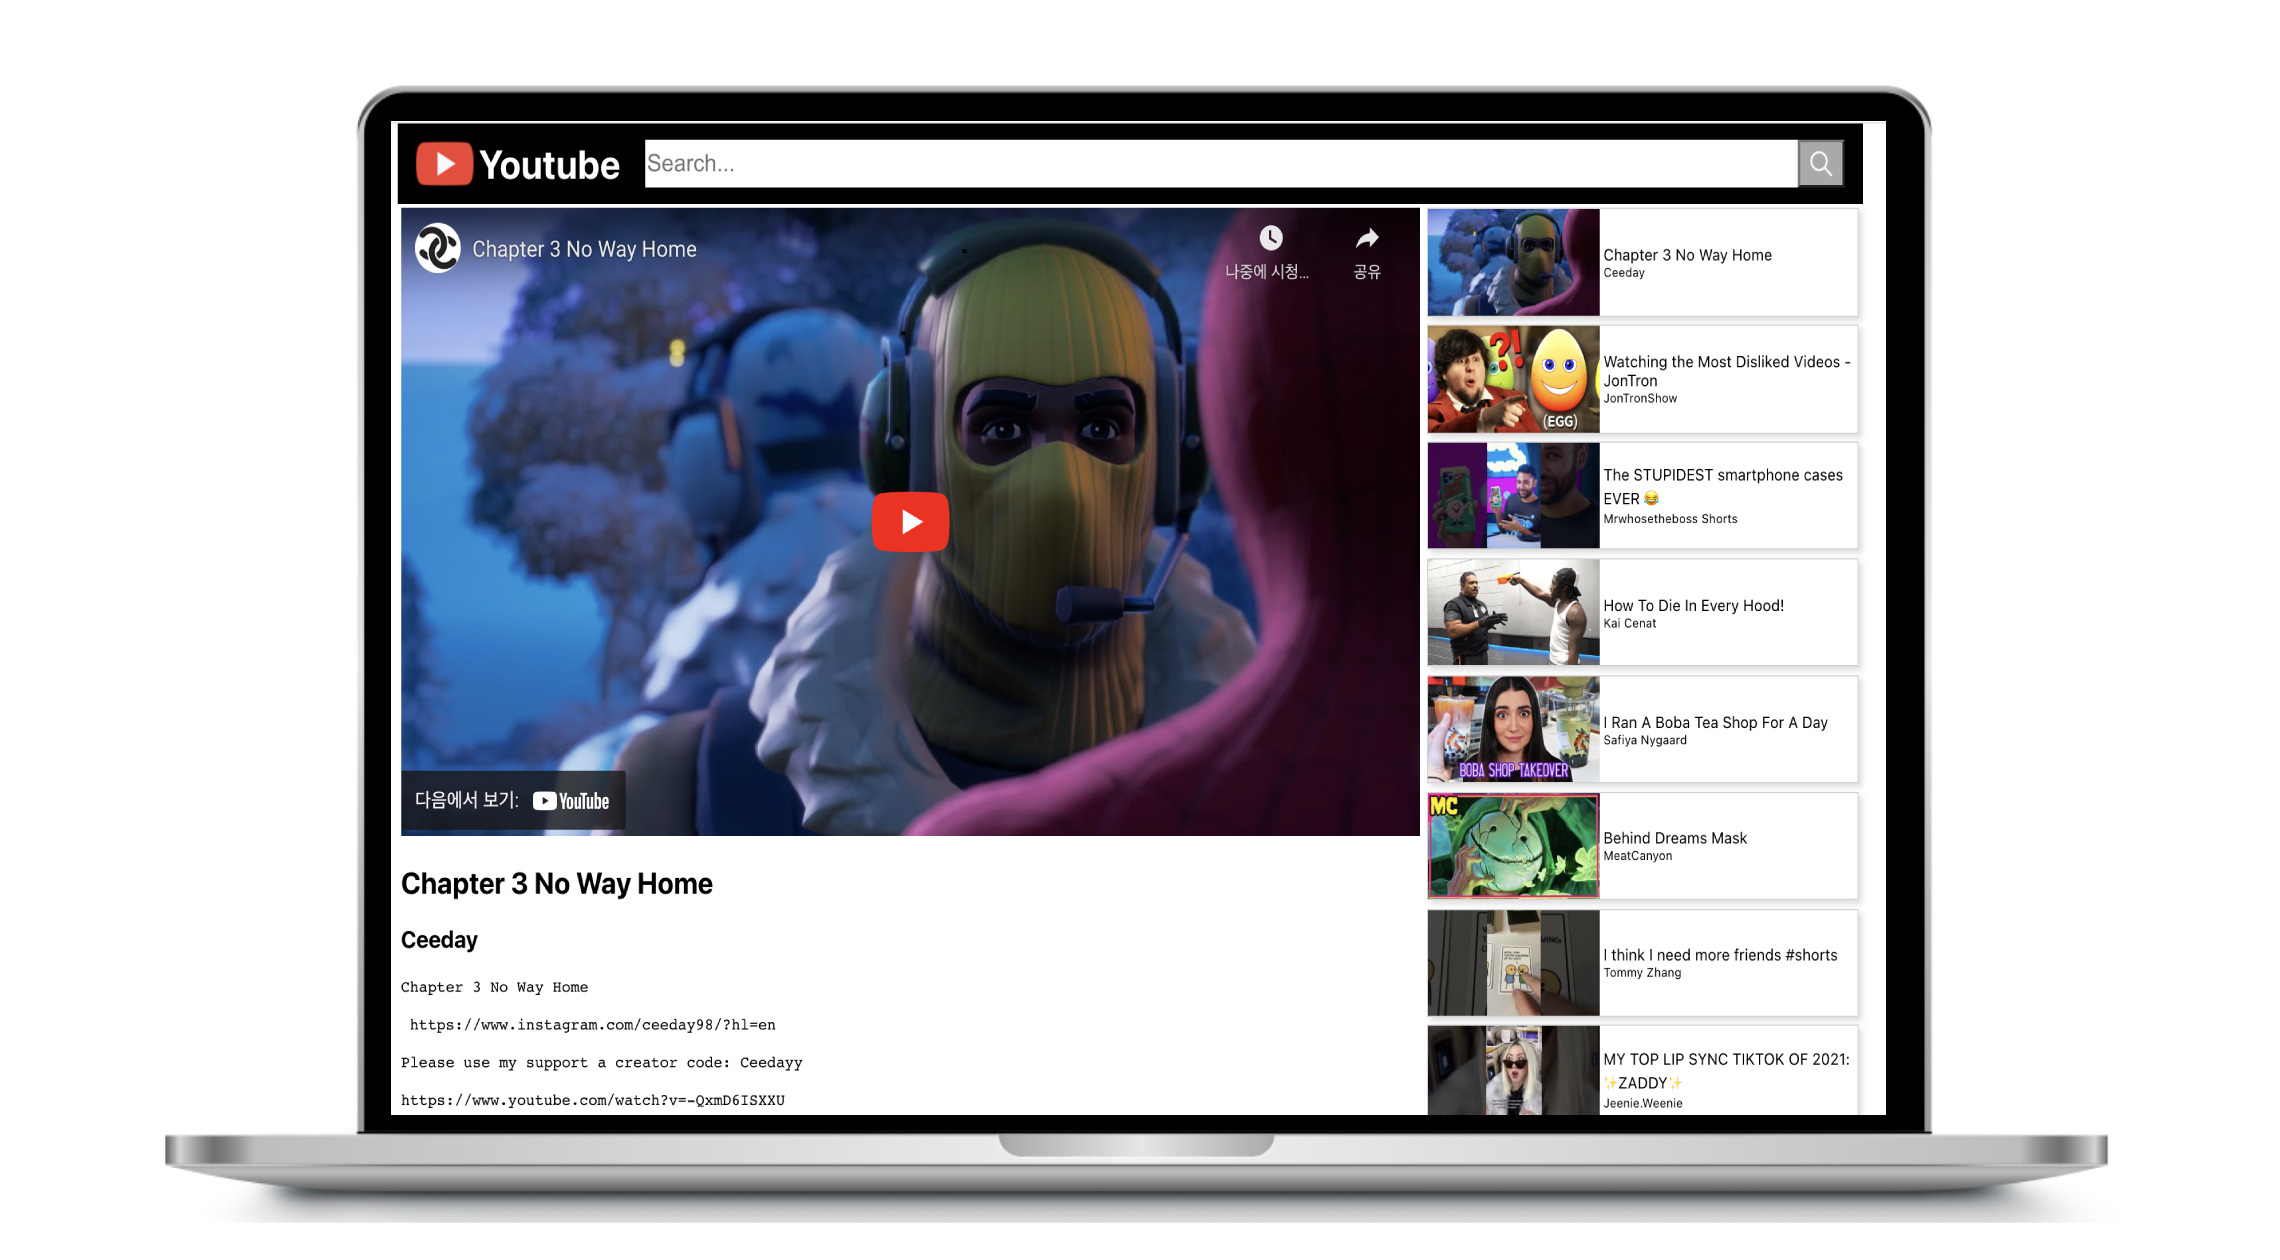 Youtube
Search...
Chapter 3 No Way Home
나중에 시청...
공유
다음에서 보기: YouTube
Chapter 3 No Way Home
Ceeday
Chapter 3 No Way Home
https://www.instagram.com/ceeday98/?hl=en
Please use my support a creator code: Ceedayy
https://www.youtube.com/watch?v=-QxmD6ISXXU
Chapter 3 No Way Home
Ceeday
?!
(EGG)
Watching the Most Disliked Videos -
JonTron
JonTronShow
The STUPIDEST smartphone cases
EVER 😂
Mrwhosetheboss Shorts
How To Die In Every Hood!
Kai Cenat
BOBA SHOP TAKEOVER
I Ran A Boba Tea Shop For A Day
Safiya Nygaard
MC
Behind Dreams Mask
MeatCanyon
I think I need more friends #shorts
Tommy Zhang
MY TOP LIP SYNC TIKTOK OF 2021:
✨ZADDY✨
Jeenie.Weenie